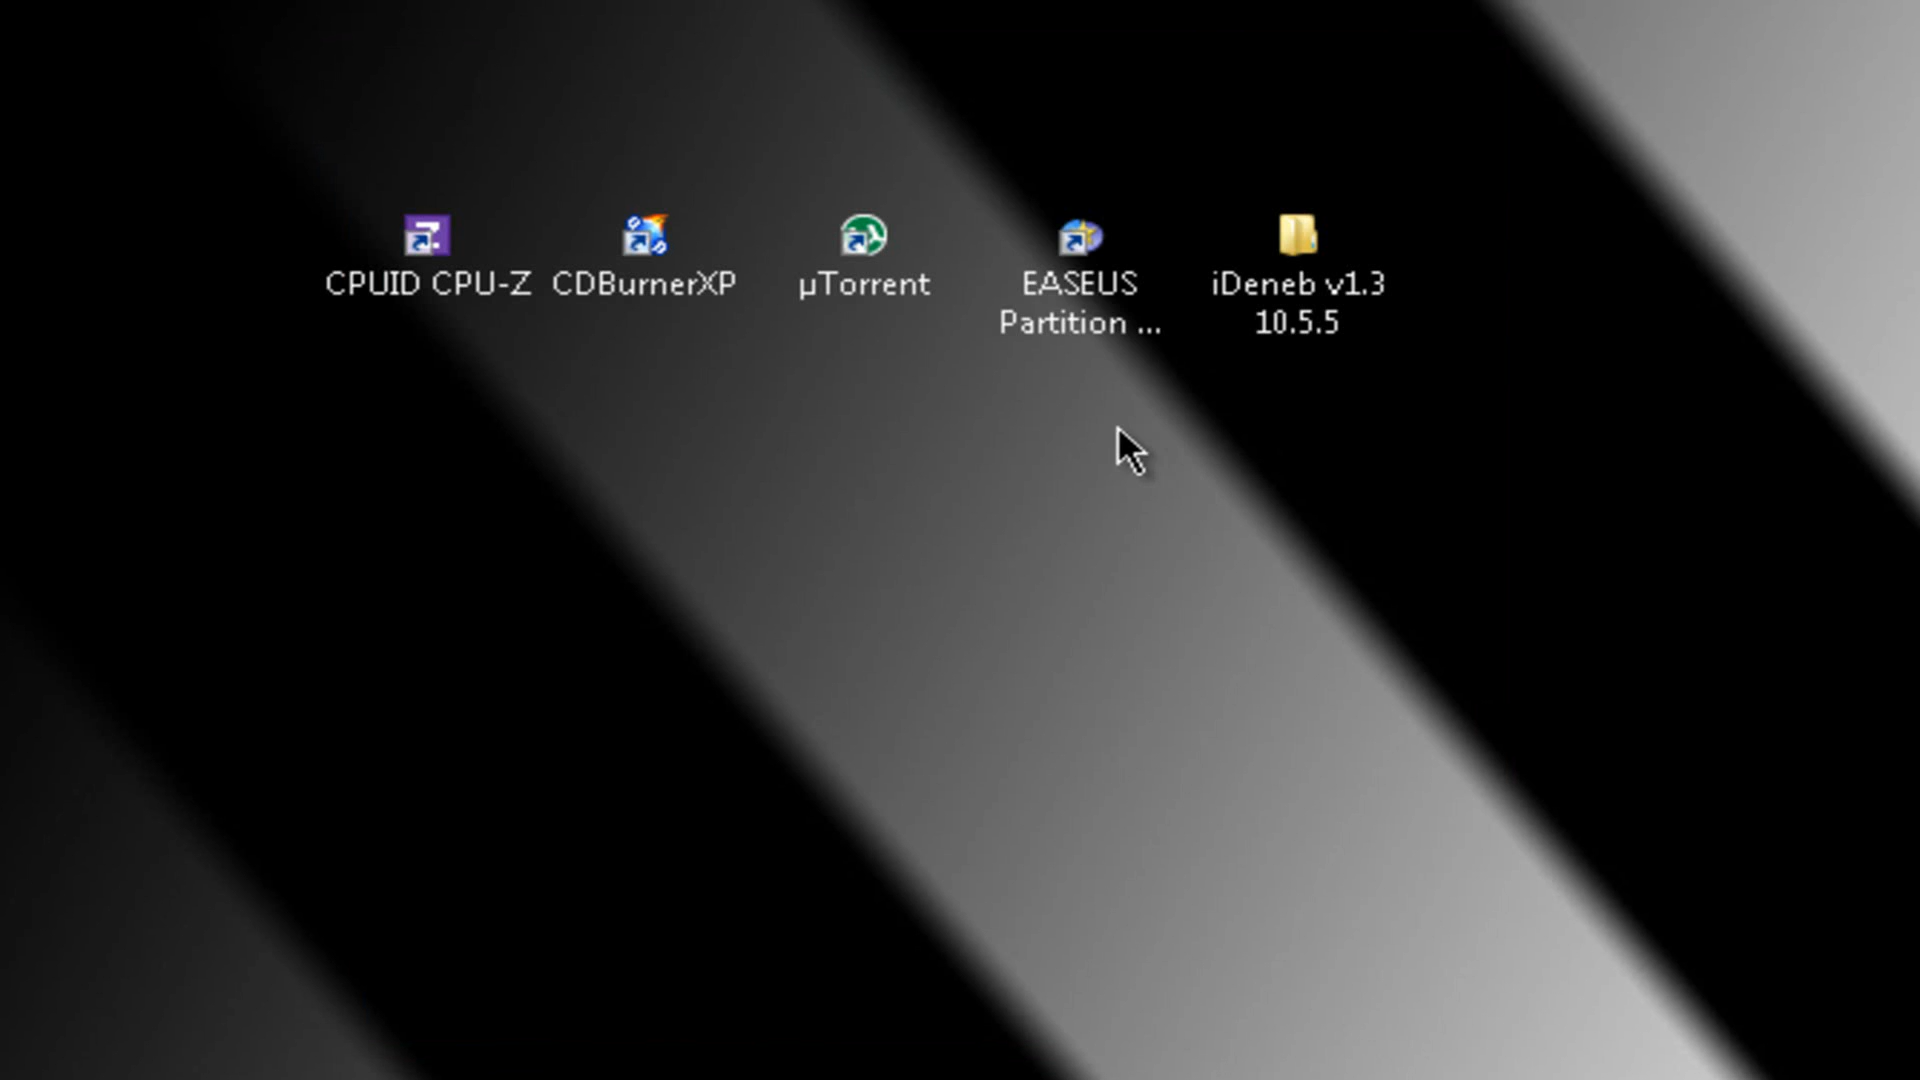 CPUID CPU-Z
CDBurnerXP
µTorrent
EASEUS
Partition ...
iDeneb v1.3
10.5.5